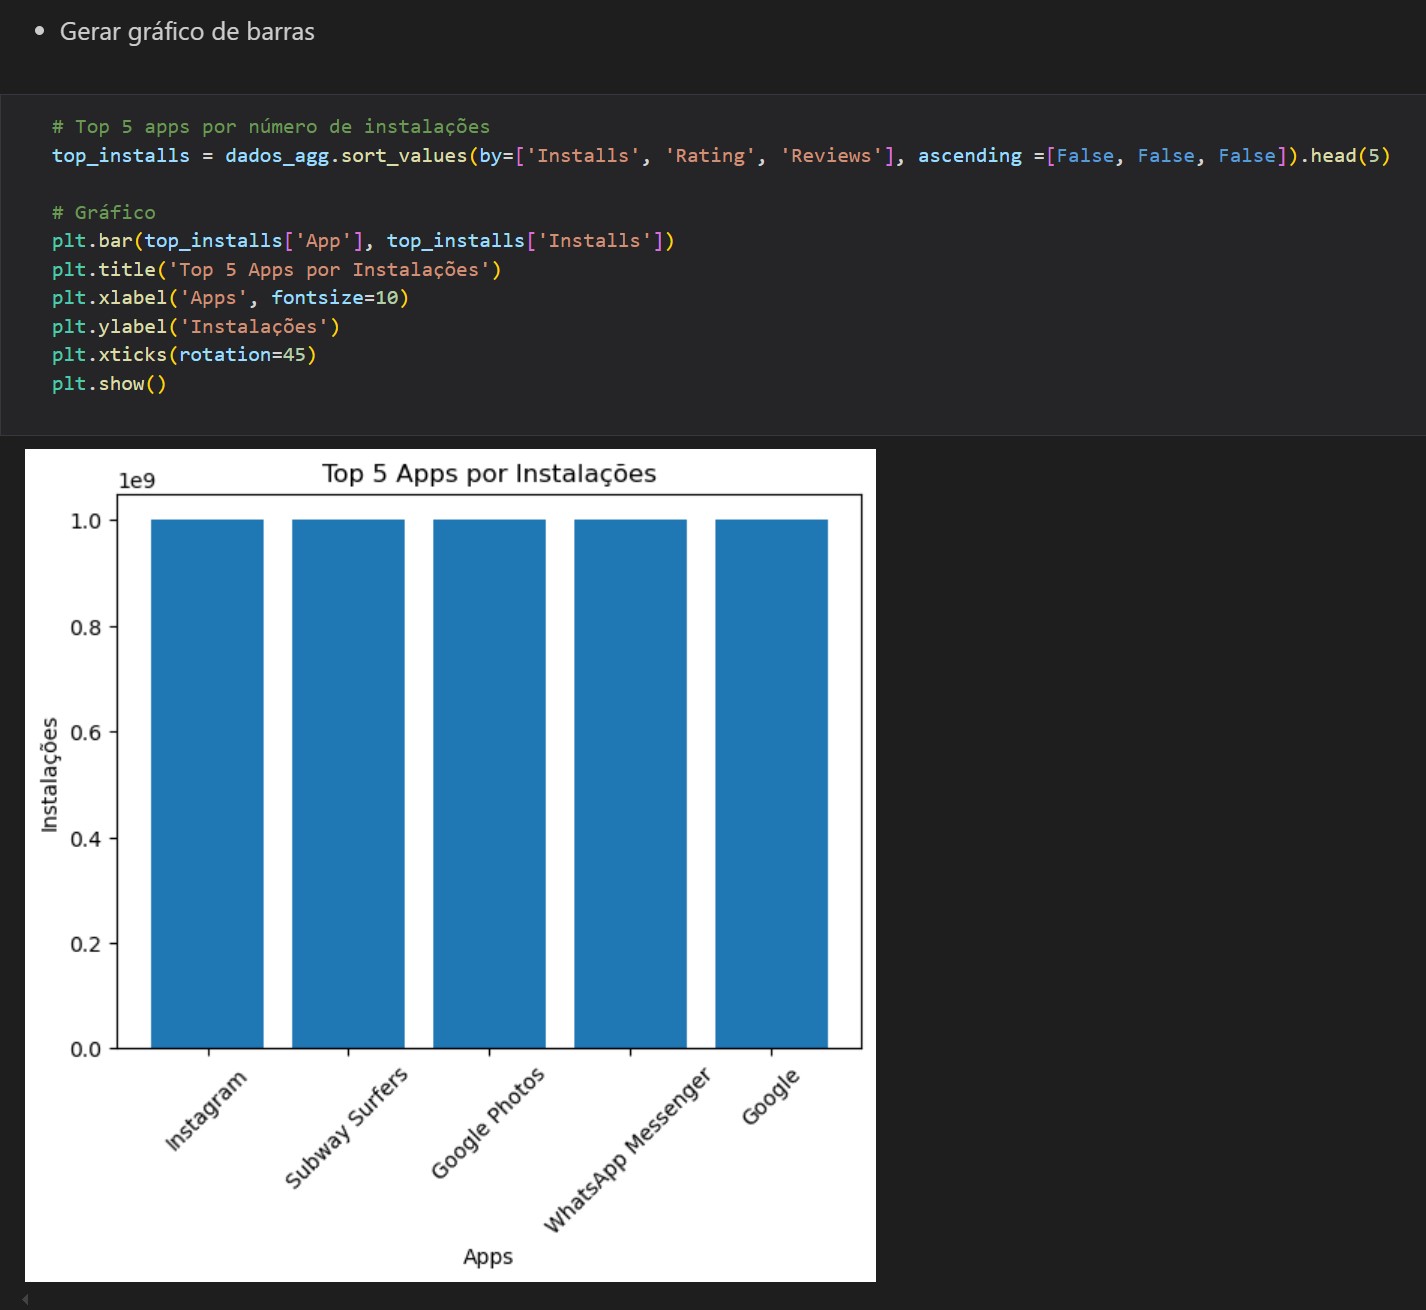 • Gerar gráfico de barras
# Top 5 apps por número de instalações
top_installs = dados_agg.sort_values(by=['Installs', 'Rating', 'Reviews'], ascending =[False, False, False]).head(5)
# Gráfico
plt.bar(top_installs['App'], top_installs['Installs'])
plt.title('Top 5 Apps por Instalações')
plt.xlabel('Apps', fontsize=10)
plt.ylabel('Instalações')
plt.xticks(rotation=45)
plt.show()
Top 5 Apps por Instalações
1e9
1.0
0.8
0.6
0.4
0.2
0.0
Instalações
Instagram
Subway Surfers
Google Photos
WhatsApp Messenger
Google
Apps